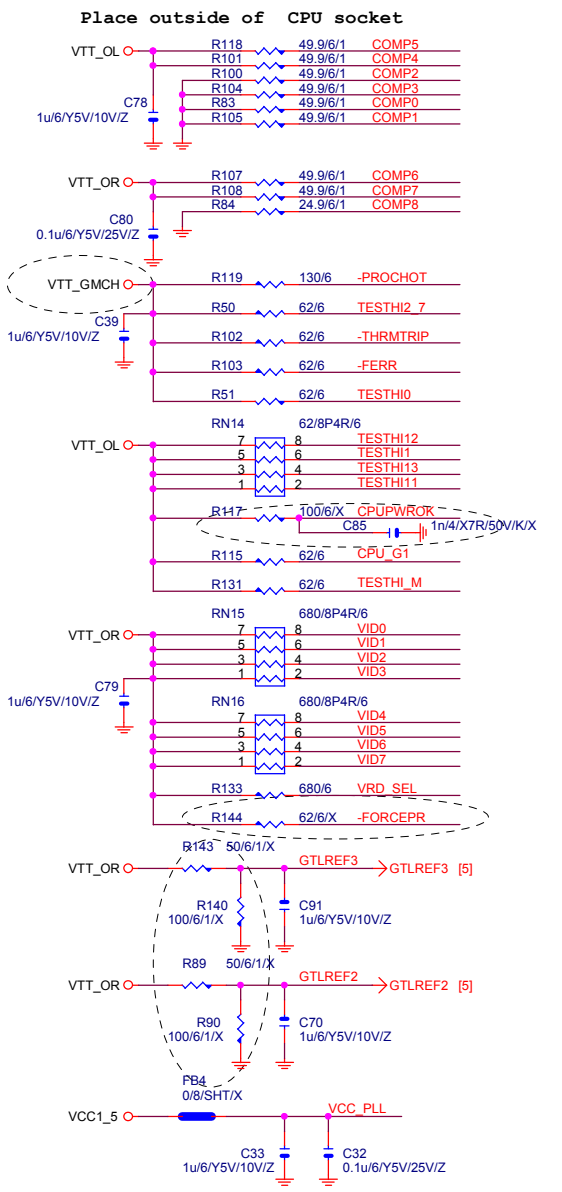 Place outside of CPU socket
VTT_OL
R118 49.9/6/1 COMP5
R101 49.9/6/1 COMP4
R100 49.9/6/1 COMP2
R104 49.9/6/1 COMP3
R83 49.9/6/1 COMP0
R105 49.9/6/1 COMP1
C78
1u/6/Y5V/10V/Z
VTT_OR
R107 49.9/6/1 COMP6
R108 49.9/6/1 COMP7
R84 24.9/6/1 COMP8
C80
0.1u/6/Y5V/25V/Z
VTT_GMCH
R119 130/6 -PROCHOT
R50 62/6 TESTHI2_7
C39
1u/6/Y5V/10V/Z
R102 62/6 -THRMTRIP
R103 62/6 -FERR
R51 62/6 TESTHI0
RN14 62/8P4R/6
VTT_OL
7 8 TESTHI12
5 6 TESTHI1
3 4 TESTHI13
1 2 TESTHI11
R117 100/6/X CPUPWROK
C85 1n/4/X7R/50V/K/X
R115 62/6 CPU_G1
R131 62/6 TESTHI_M
RN15 680/8P4R/6
VTT_OR
7 8 VID0
5 6 VID1
3 4 VID2
1 2 VID3
C79
1u/6/Y5V/10V/Z
RN16 680/8P4R/6
7 8 VID4
5 6 VID5
3 4 VID6
1 2 VID7
R133 680/6 VRD_SEL
R144 62/6/X -FORCEPR
R143 50/6/1/X
VTT_OR GTLREF3 GTLREF3 [5]
R140
100/6/1/X
C91
1u/6/Y5V/10V/Z
R89 50/6/1/X
VTT_OR GTLREF2 GTLREF2 [5]
R90
100/6/1/X
C70
1u/6/Y5V/10V/Z
FB4
0/8/SHT/X
VCC1_5 VCC_PLL
C33
1u/6/Y5V/10V/Z
C32
0.1u/6/Y5V/25V/Z